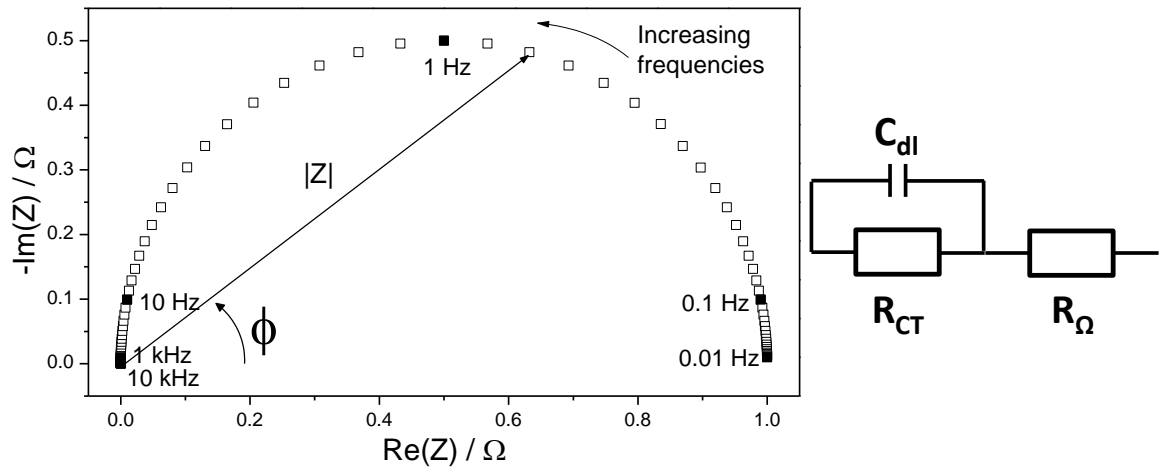 0.5
0.4
0.3
0.2
0.1
0.0
-Im(Z) / Ω
Increasing
frequencies
1 Hz
|Z|
10 Hz
ϕ
1 kHz
10 kHz
0.1 Hz
0.01 Hz
0.0 0.2 0.4 0.6 0.8 1.0
Re(Z) / Ω
C_dl
R_CT R_Ω